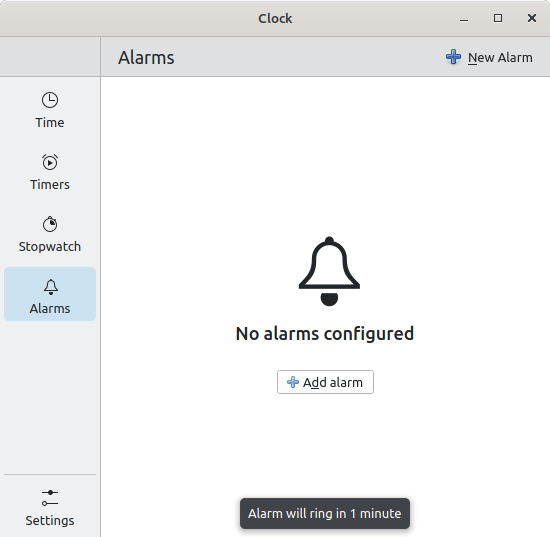 Clock
Alarms
New Alarm
Time
Timers
Stopwatch
Alarms
No alarms configured
Add alarm
Alarm will ring in 1 minute
Settings